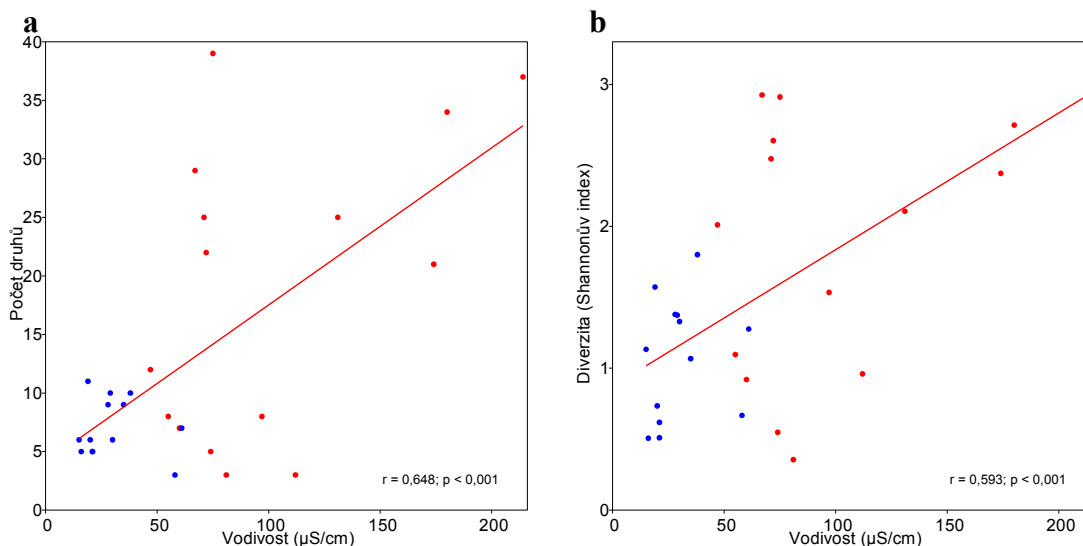 a
Počet druhů
40
35
30
25
20
15
10
5
0
r = 0,648; p < 0,001
0 50 100 150 200
Vodivost (µS/cm)
b
Diverzita (Shannonův index)
3
2
1
0
r = 0,593; p < 0,001
0 50 100 150 200
Vodivost (µS/cm)